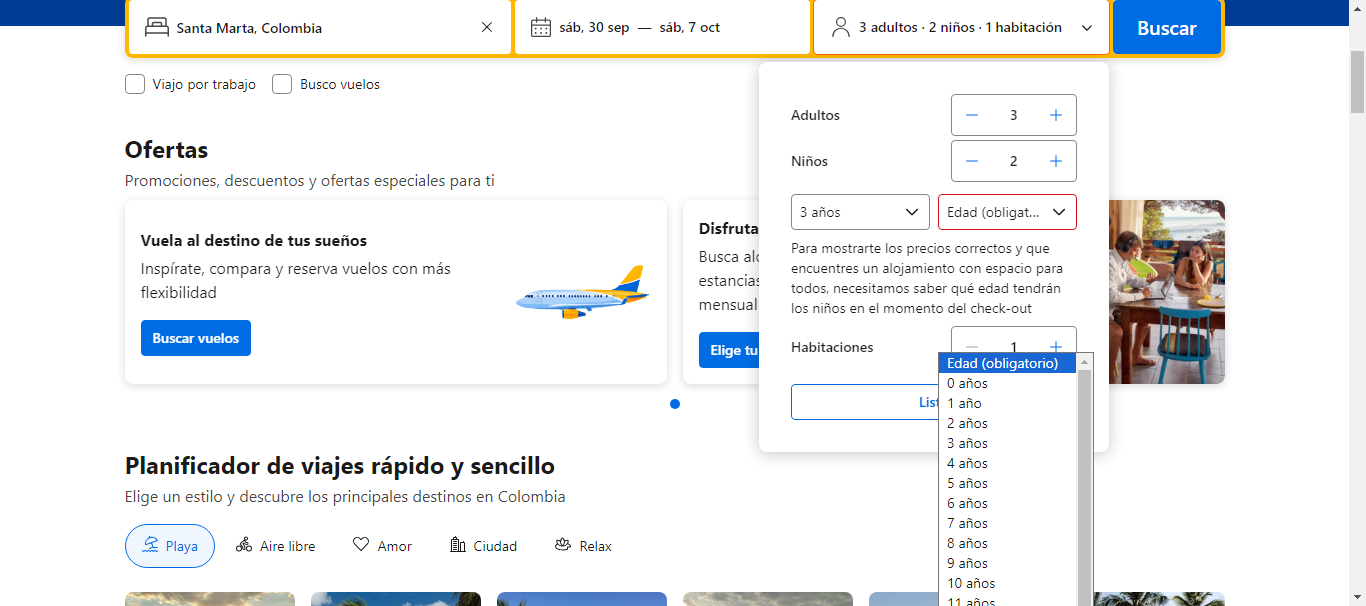 Santa Marta, Colombia
sáb, 30 sep — sáb, 7 oct
3 adultos · 2 niños · 1 habitación
Buscar
Viajo por trabajo
Busco vuelos
Adultos
3
Niños
2
3 años
Edad (obligat...
Para mostrarte los precios correctos y que
encuentres un alojamiento con espacio para
todos, necesitamos saber qué edad tendrán
los niños en el momento del check-out
Habitaciones
1
Edad (obligatorio)
0 años
1 año
2 años
3 años
4 años
5 años
6 años
7 años
8 años
9 años
10 años
11 años
Ofertas
Promociones, descuentos y ofertas especiales para ti
Vuela al destino de tus sueños
Inspírate, compara y reserva vuelos con más
flexibilidad
Buscar vuelos
Disfruta
Busca
estancias
mensual
Elige tu
Planificador de viajes rápido y sencillo
Elige un estilo y descubre los principales destinos en Colombia
Playa
Aire libre
Amor
Ciudad
Relax